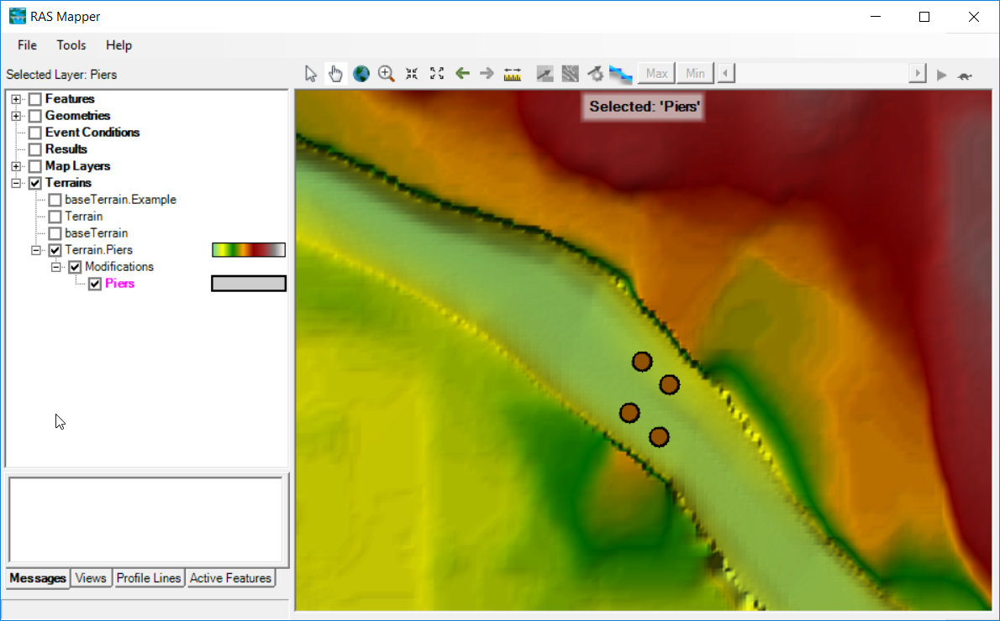 RAS Mapper
File Tools Help
Selected Layer: Piers
Max Min
Features
Geometries
Event Conditions
Results
Map Layers
Terrains
baseTerrain.Example
Terrain
baseTerrain
Terrain.Piers
Modifications
Piers
Selected: 'Piers'
Messages Views Profile Lines Active Features